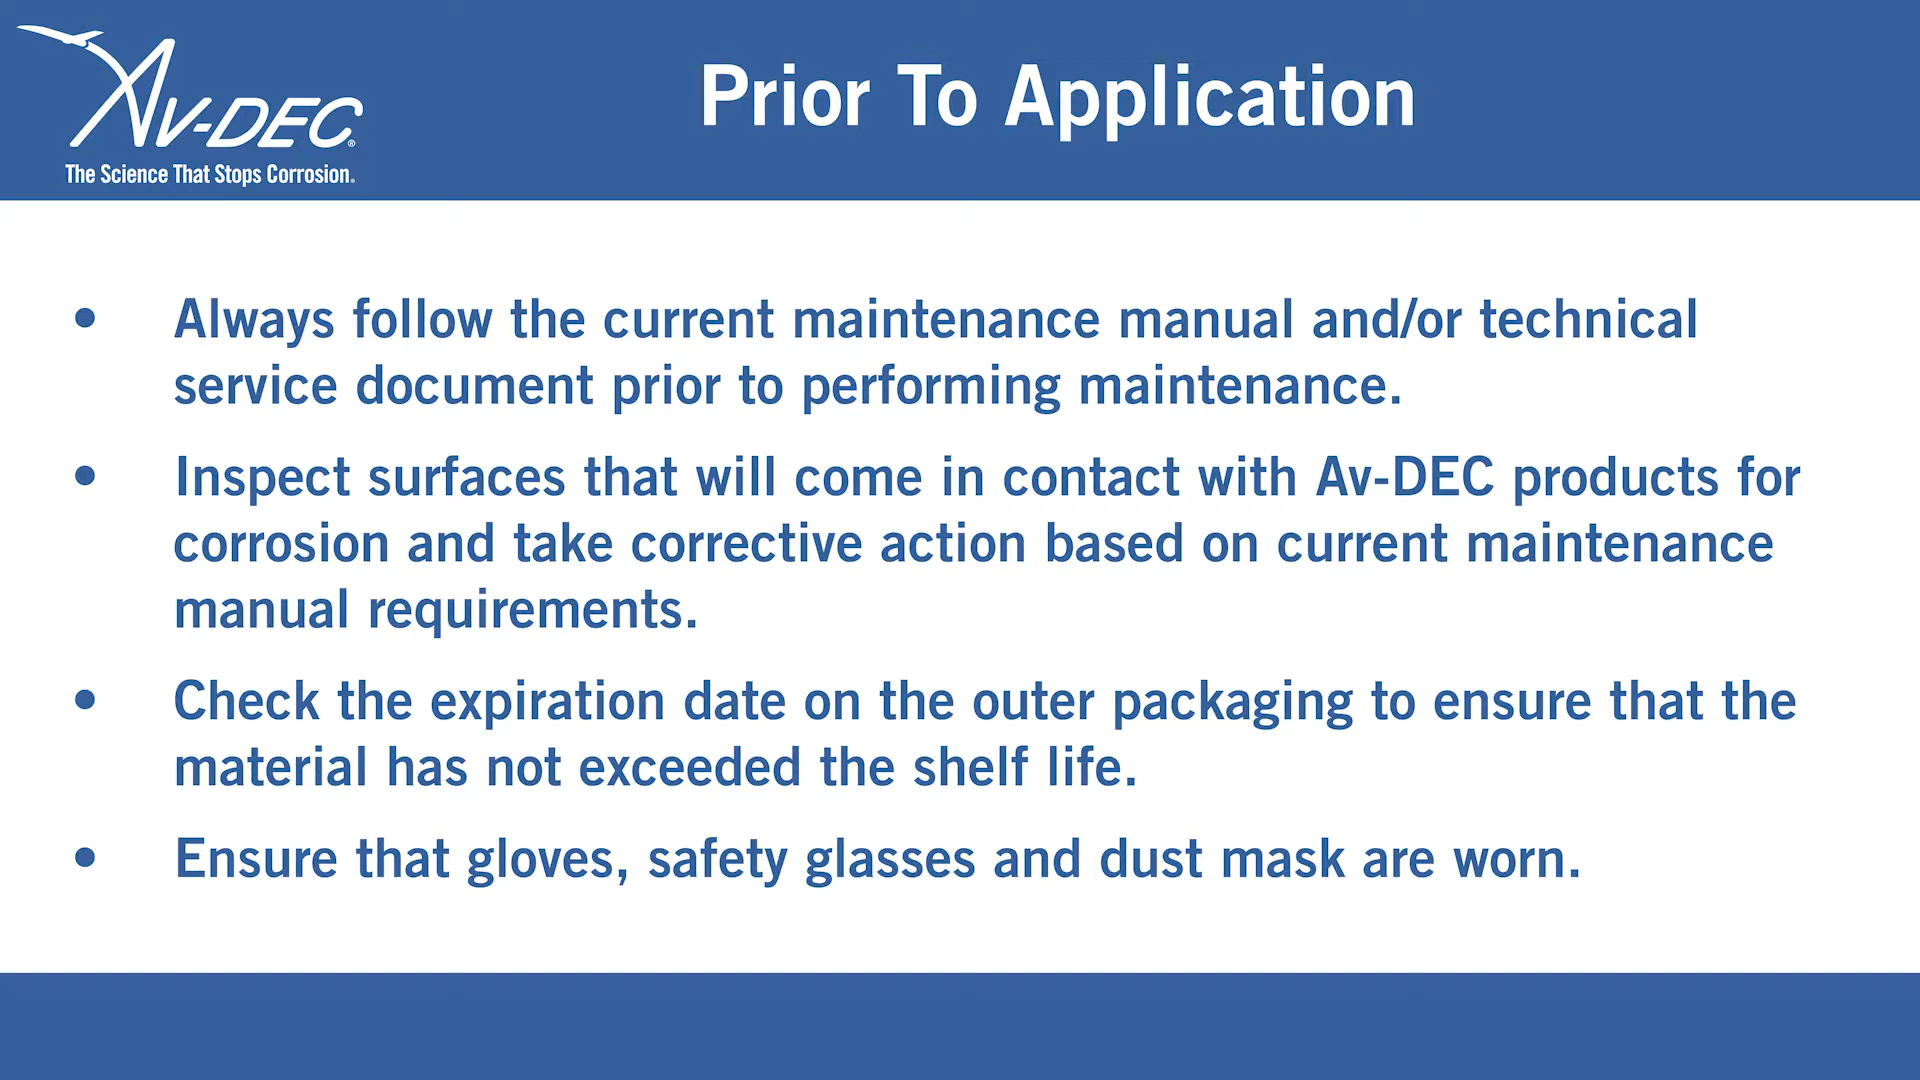 Av-DEC®
The Science That Stops Corrosion®
Prior To Application
• Always follow the current maintenance manual and/or technical
service document prior to performing maintenance.
• Inspect surfaces that will come in contact with Av-DEC products for
corrosion and take corrective action based on current maintenance
manual requirements.
• Check the expiration date on the outer packaging to ensure that the
material has not exceeded the shelf life.
• Ensure that gloves, safety glasses and dust mask are worn.